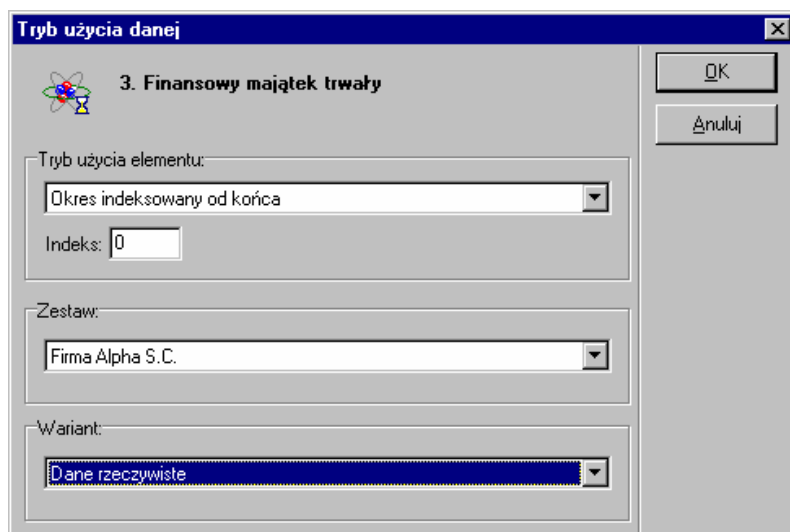 Tryb użycia danej
3. Finansowy majątek trwały
OK
Anuluj
Tryb użycia elementu:
Okres indeksowany od końca
Indeks: 0
Zestaw:
Firma Alpha S.C.
Wariant:
Dane rzeczywiste